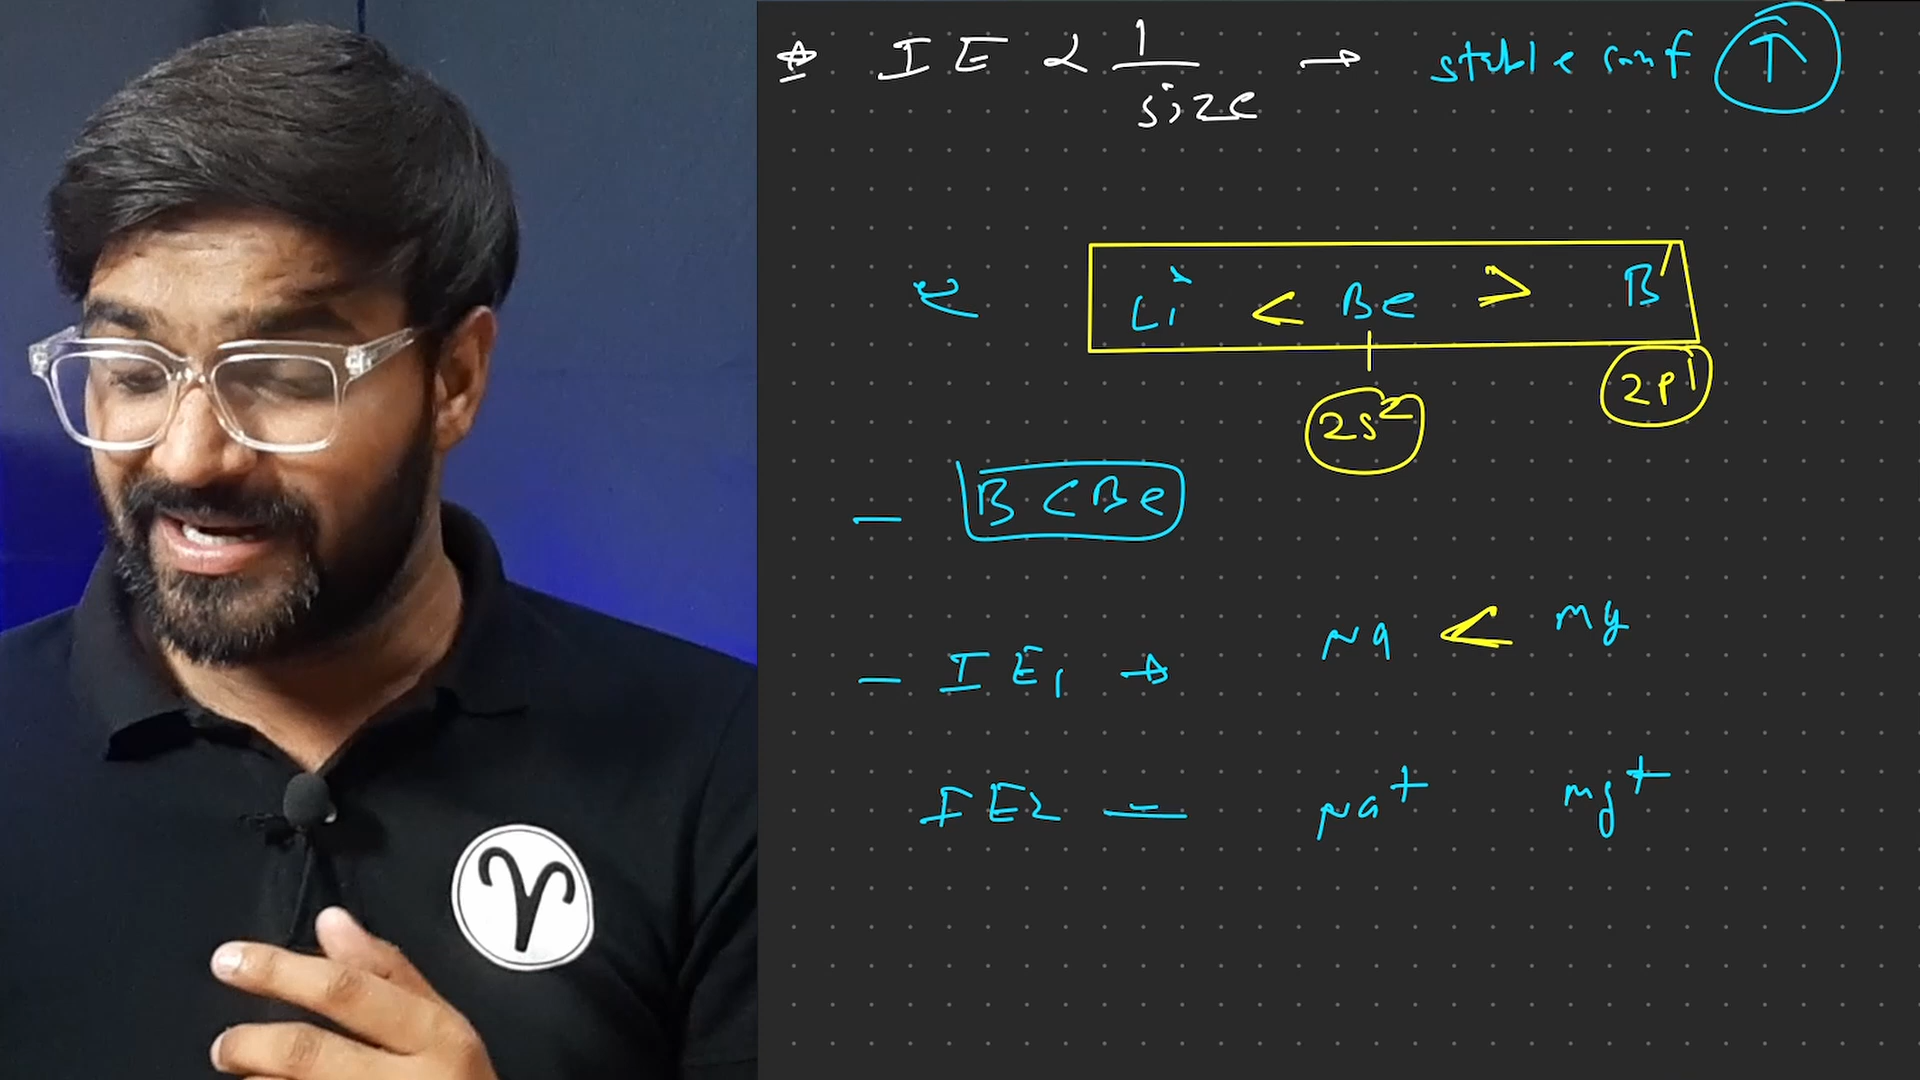 * IE α 1/size → stable conf ↑
Li < Be > B
2s² 2p¹
- B < Be
- IE₁ → Na < Mg
IE2 = Na⁺ Mg⁺